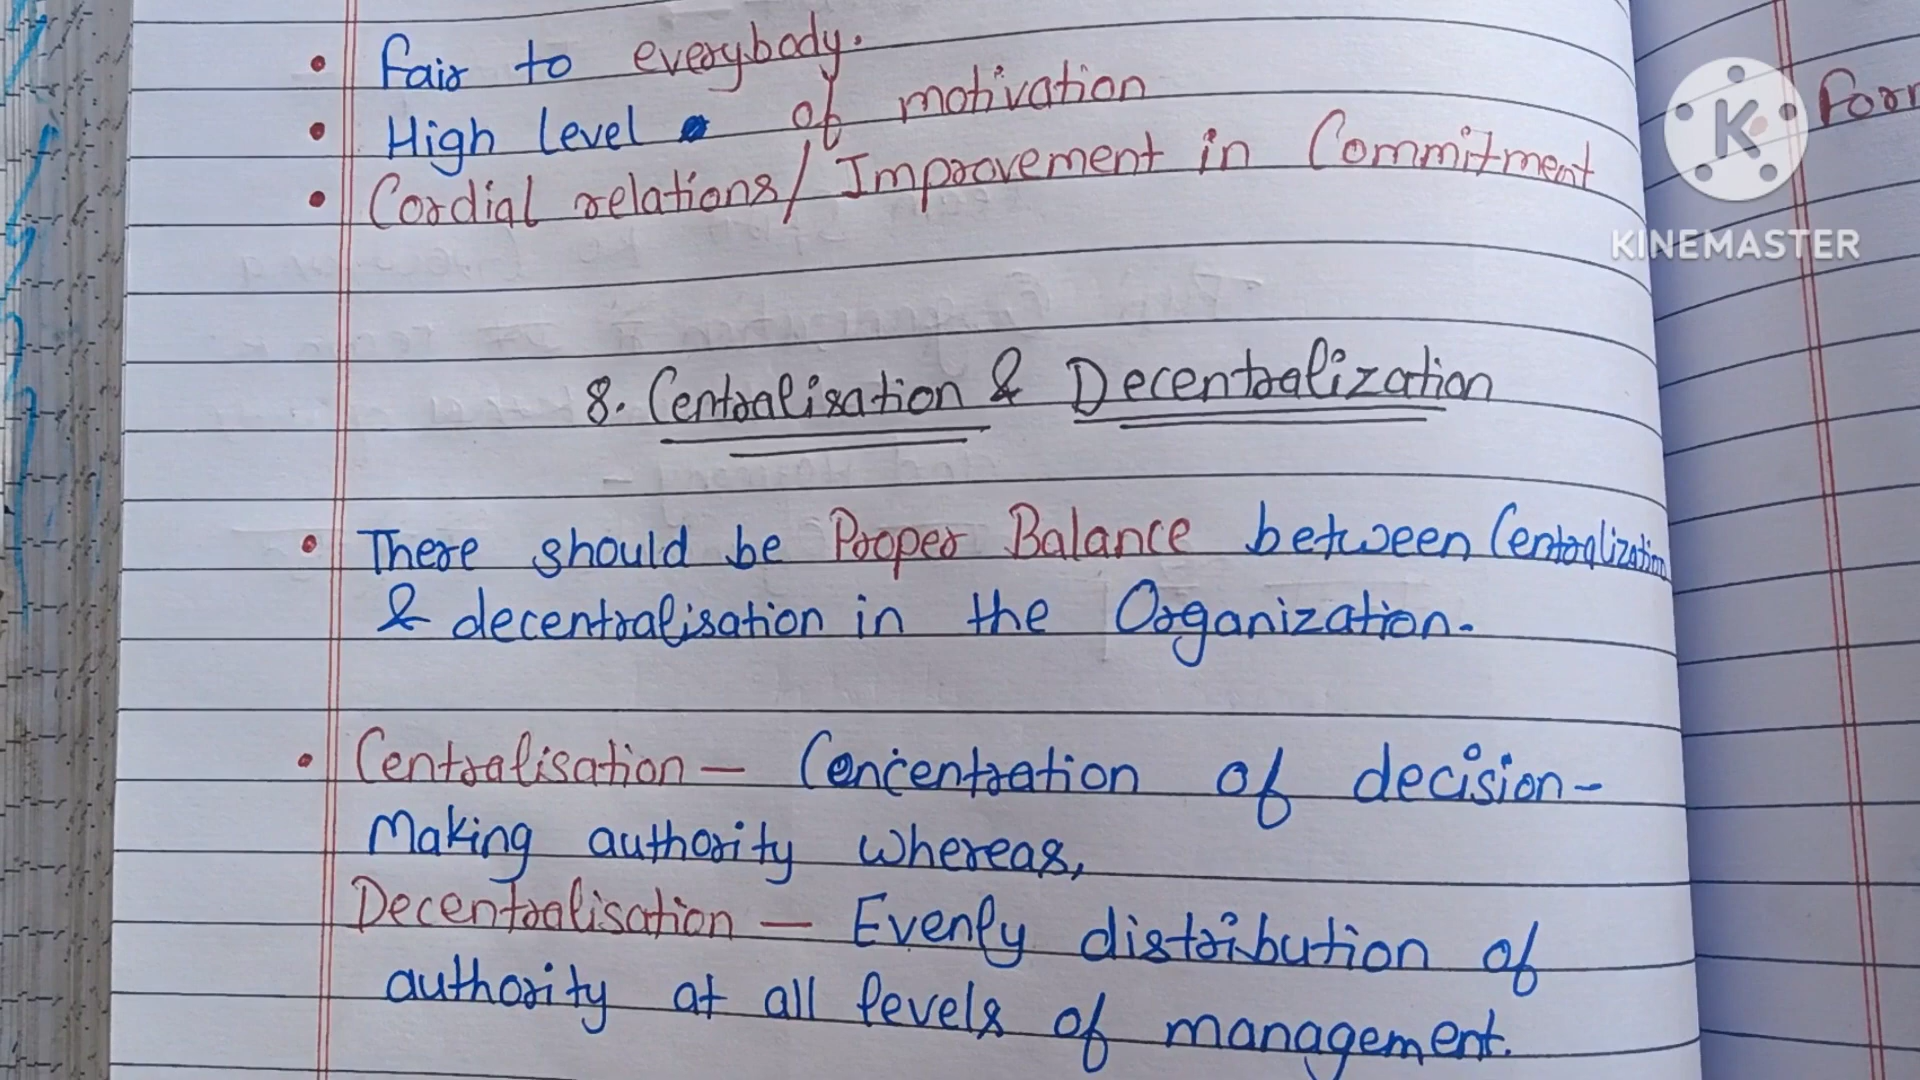 • fair to everybody.
• High level of motivation
• Cordial relations/Improvement in Commitment
8. Centralisation & Decentralization
• There should be Proper Balance between Centralization
& decentralisation in the Organization.
• Centralisation – Concentration of decision-
Making authority whereas,
Decentralisation – Evenly distribution of
authority at all levels of management.
For
K
KINEMASTER